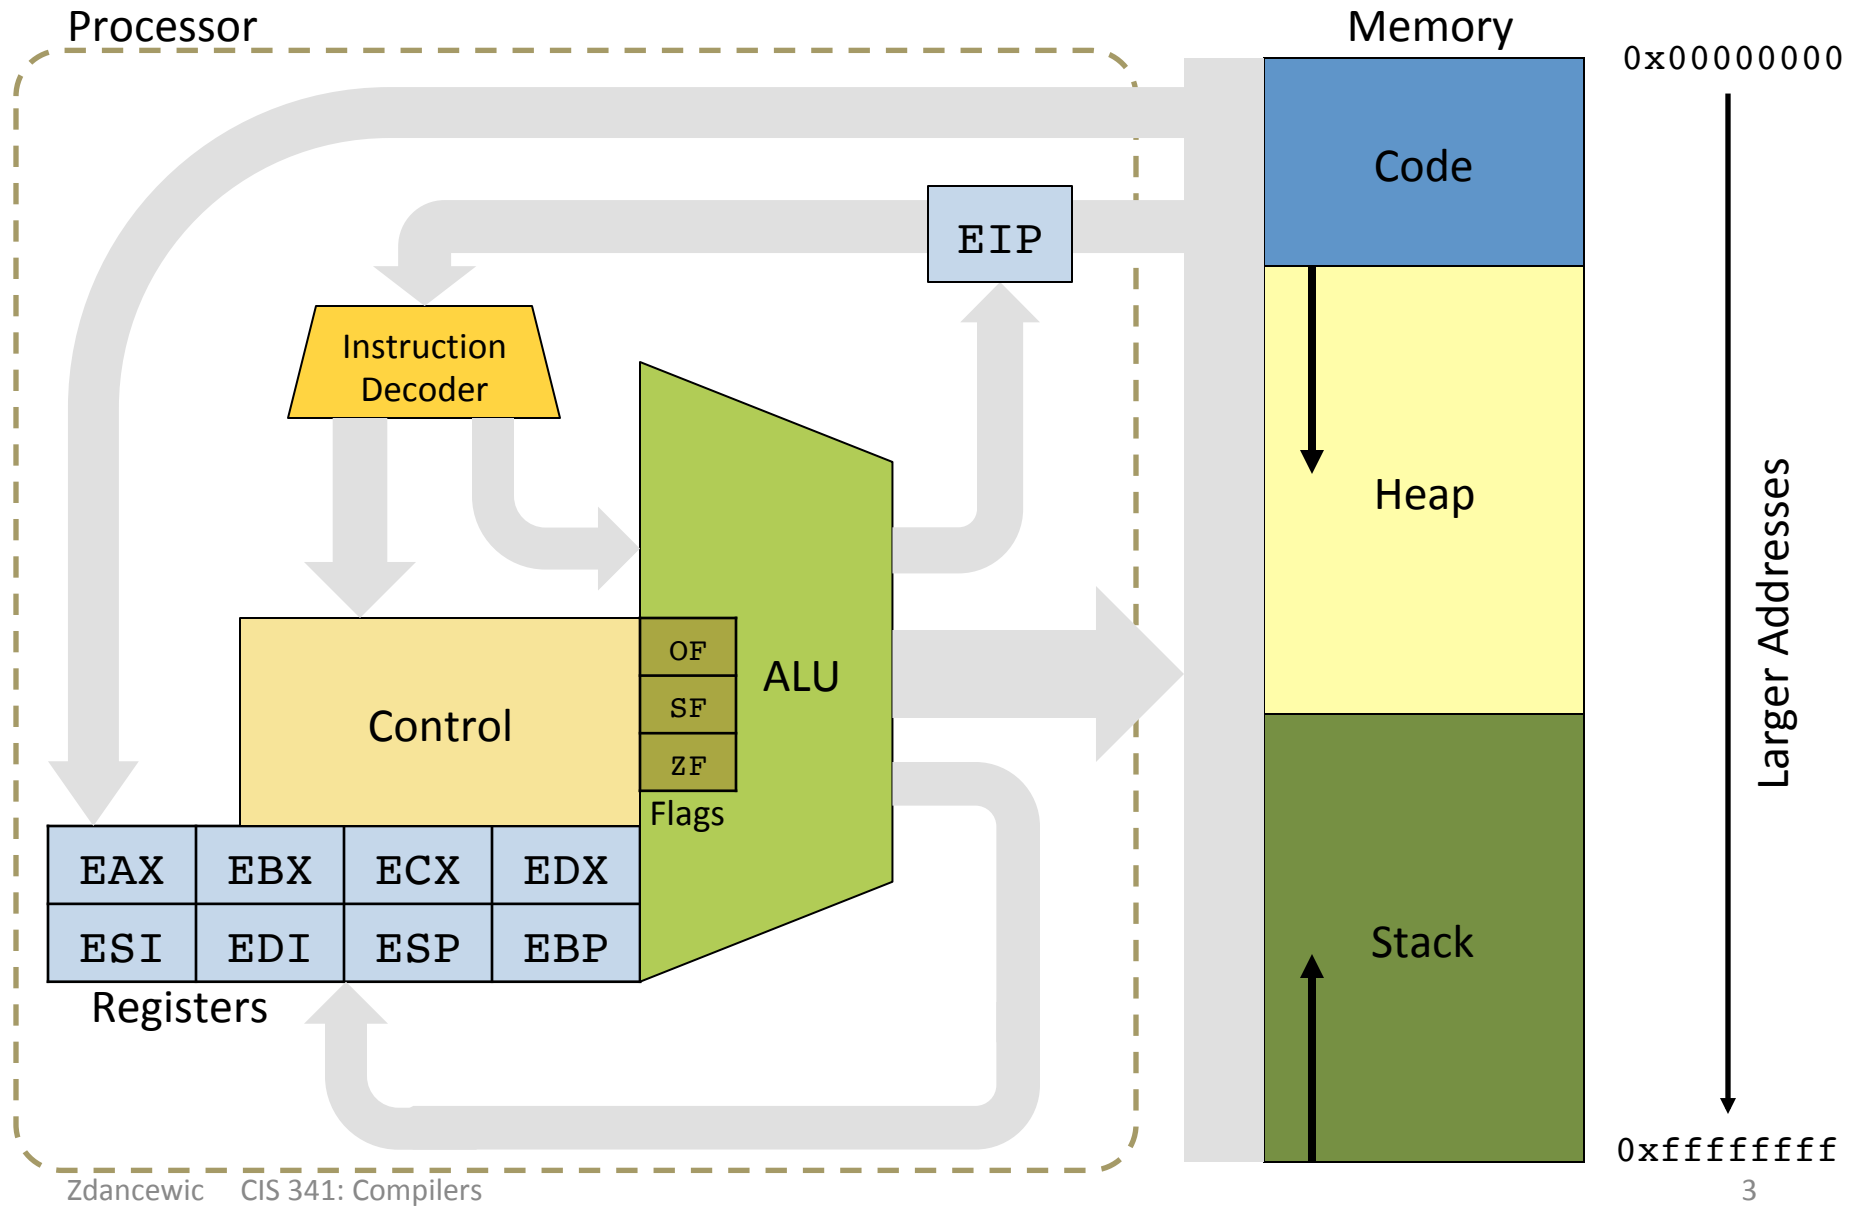 Processor
Memory
0x00000000
Code
EIP
Instruction
Decoder
Heap
Larger Addresses
OF
SF
ZF
Flags
ALU
Control
EAX EBX ECX EDX
ESI EDI ESP EBP
Registers
Stack
0xffffffff
Zdancewic CIS 341: Compilers
3